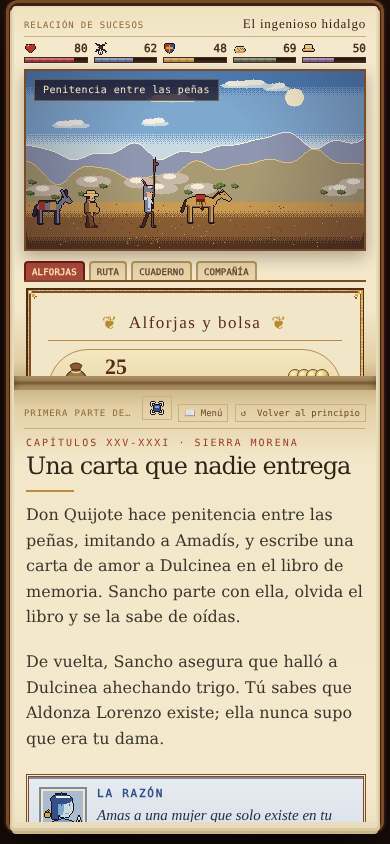 RELACIÓN DE SUCESOS
El ingenioso hidalgo
80
62
48
69
50
Penitencia entre las peñas
ALFORJAS
RUTA
CUADERNO
COMPAÑÍA
Alforjas y bolsa
25
PRIMERA PARTE DE…
Menú
↺ Volver al principio
CAPÍTULOS XXV-XXXI · SIERRA MORENA
Una carta que nadie entrega
Don Quijote hace penitencia entre las
peñas, imitando a Amadís, y escribe una
carta de amor a Dulcinea en el libro de
memoria. Sancho parte con ella, olvida el
libro y se la sabe de oídas.
De vuelta, Sancho asegura que halló a
Dulcinea ahechando trigo. Tú sabes que
Aldonza Lorenzo existe; ella nunca supo
que era tu dama.
LA RAZÓN
Amas a una mujer que solo existe en tu